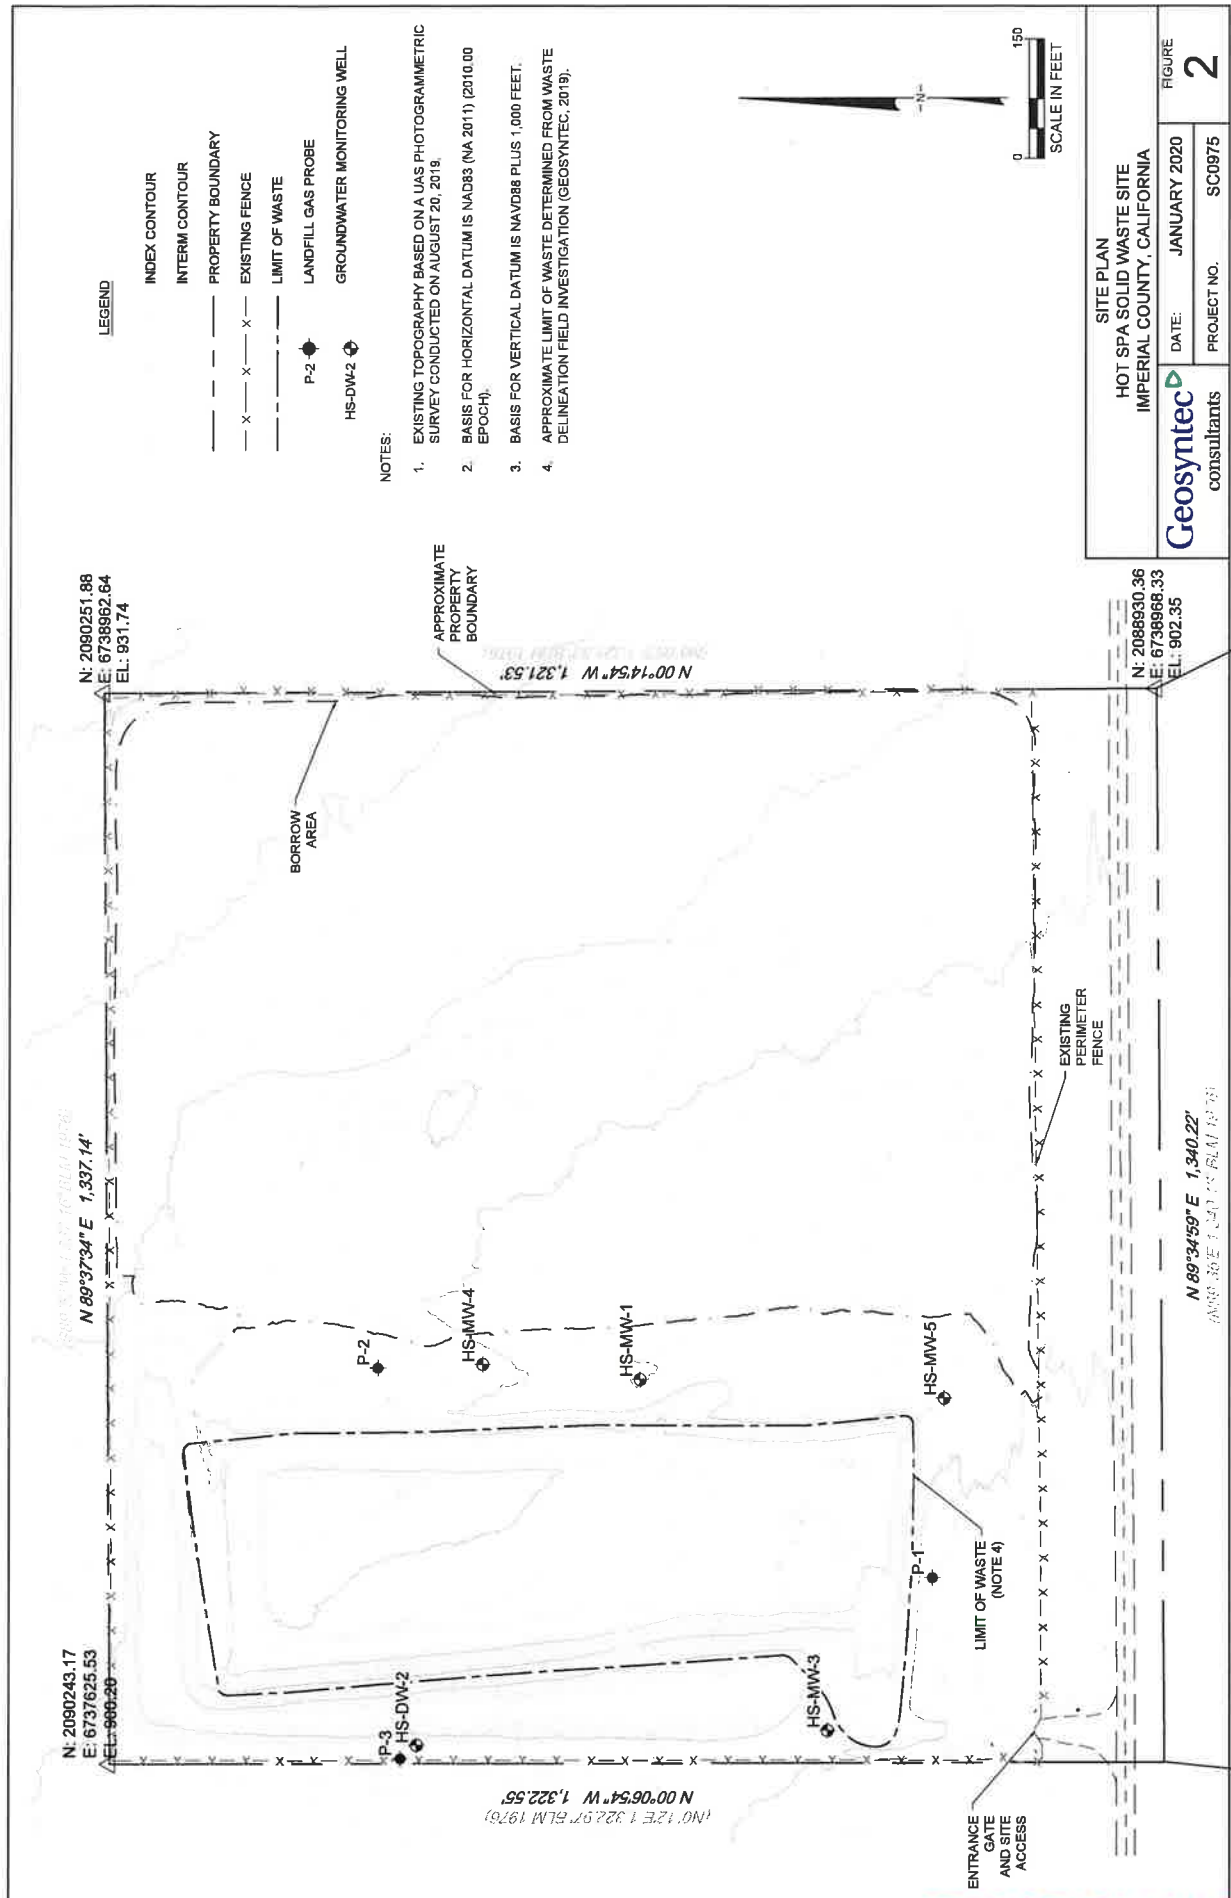 N: 2090243.17
E: 6737625.53
EL: 900.20
N 89°37'34" E 1,337.14'
N: 2090251.88
E: 6738962.64
EL: 931.74
P-3
HS-DW-2
P-2
HS-MW-4
HS-MW-1
HS-MW-5
HS-MW-3
P-1
BORROW
AREA
APPROXIMATE
PROPERTY
BOUNDARY
N 00°14'54" W 1,321.53'
N 00°06'54" W 1,322.55'
LIMIT OF WASTE
(NOTE 4)
EXISTING
PERIMETER
FENCE
ENTRANCE
GATE
AND SITE
ACCESS
N 89°34'59" E 1,340.22'
N: 2088930.36
E: 6738968.33
EL: 902.35
LEGEND
INDEX CONTOUR
INTERM CONTOUR
PROPERTY BOUNDARY
EXISTING FENCE
LIMIT OF WASTE
P-2 LANDFILL GAS PROBE
HS-DW-2 GROUNDWATER MONITORING WELL
NOTES:
1. EXISTING TOPOGRAPHY BASED ON A UAS PHOTOGRAMMETRIC
SURVEY CONDUCTED ON AUGUST 20, 2019.
2. BASIS FOR HORIZONTAL DATUM IS NAD83 (NA 2011) (2010.00
EPOCH).
3. BASIS FOR VERTICAL DATUM IS NAVD88 PLUS 1,000 FEET.
4. APPROXIMATE LIMIT OF WASTE DETERMINED FROM WASTE
DELINEATION FIELD INVESTIGATION (GEOSYNTEC, 2019).
N
0 150
SCALE IN FEET
SITE PLAN
HOT SPA SOLID WASTE SITE
IMPERIAL COUNTY, CALIFORNIA
Geosyntec
consultants
DATE: JANUARY 2020
PROJECT NO. SC0975
FIGURE
2